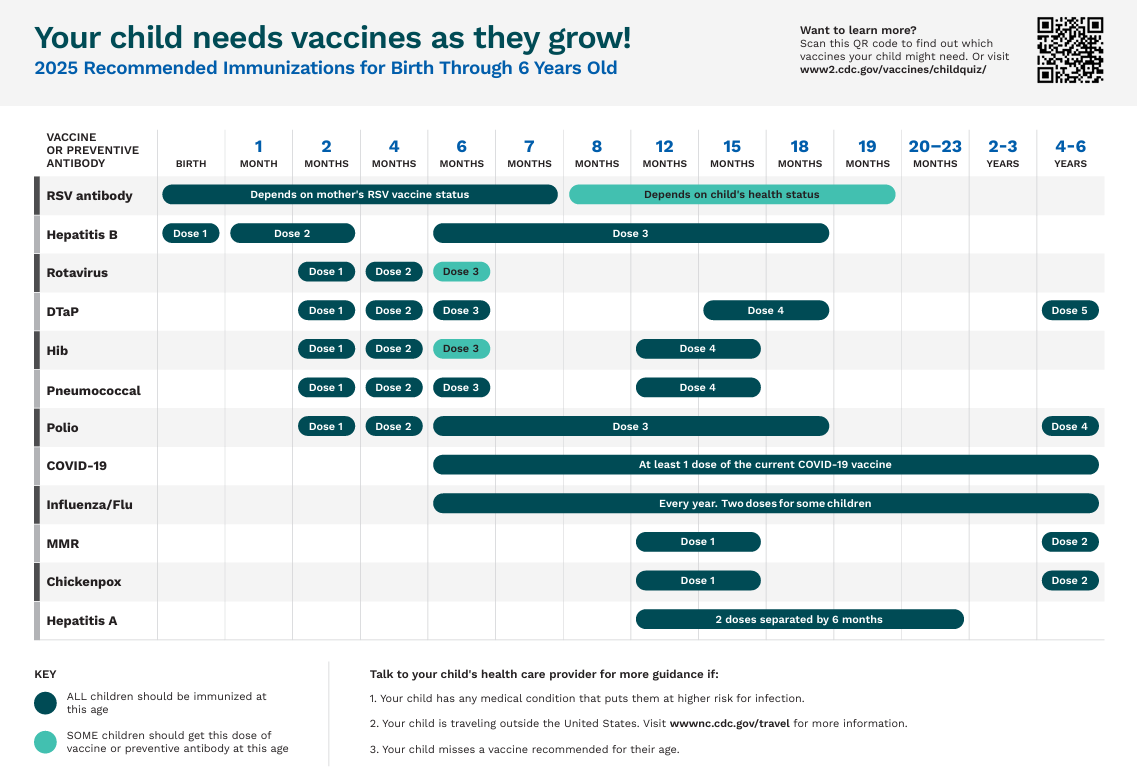 Your child needs vaccines as they grow!
2025 Recommended Immunizations for Birth Through 6 Years Old
Want to learn more?
Scan this QR code to find out which
vaccines your child might need. Or visit
www2.cdc.gov/vaccines/childquiz/
VACCINE
OR PREVENTIVE
ANTIBODY
BIRTH
1
MONTH
2
MONTHS
4
MONTHS
6
MONTHS
7
MONTHS
8
MONTHS
12
MONTHS
15
MONTHS
18
MONTHS
19
MONTHS
20–23
MONTHS
2-3
YEARS
4-6
YEARS
RSV antibody Depends on mother's RSV vaccine status Depends on child's health status
Hepatitis B Dose 1 Dose 2 Dose 3
Rotavirus Dose 1 Dose 2 Dose 3
DTaP Dose 1 Dose 2 Dose 3 Dose 4 Dose 5
Hib Dose 1 Dose 2 Dose 3 Dose 4
Pneumococcal Dose 1 Dose 2 Dose 3 Dose 4
Polio Dose 1 Dose 2 Dose 3 Dose 4
COVID-19 At least 1 dose of the current COVID-19 vaccine
Influenza/Flu Every year. Two doses for some children
MMR Dose 1 Dose 2
Chickenpox Dose 1 Dose 2
Hepatitis A 2 doses separated by 6 months
KEY
ALL children should be immunized at
this age
SOME children should get this dose of
vaccine or preventive antibody at this age
Talk to your child's health care provider for more guidance if:
1. Your child has any medical condition that puts them at higher risk for infection.
2. Your child is traveling outside the United States. Visit wwwnc.cdc.gov/travel for more information.
3. Your child misses a vaccine recommended for their age.